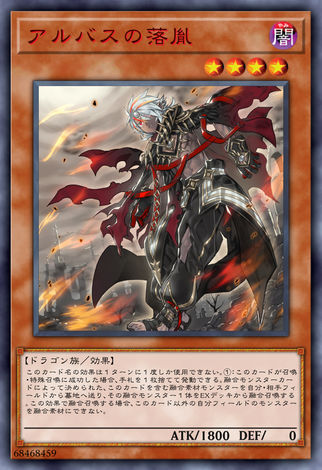 アルバスの落胤
闇
やみ
【ドラゴン族／効果】
このカード名の効果は１ターンに１度しか使用できない。①：このカードが召喚
・特殊召喚に成功した場合、手札を１枚捨てて発動できる。融合モンスターカー
ドによって決められた、このカードを含む融合素材モンスターを自分・相手フィ
ールドから墓地へ送り、その融合モンスター１体をEXデッキから融合召喚する
。この効果で融合召喚する場合、このカード以外の自分フィールドのモンスター
を融合素材にできない。
ATK/1800 DEF/ 0
68468459